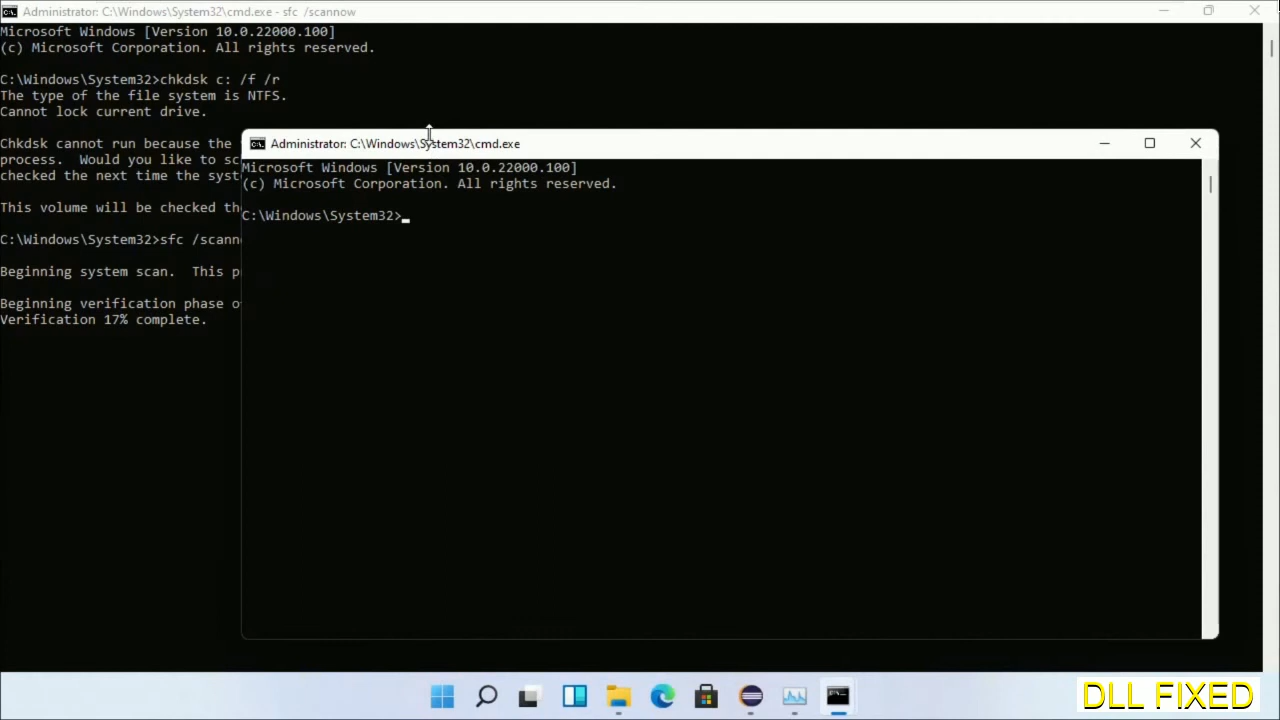 Administrator: C:\Windows\System32\cmd.exe - sfc /scannow
Microsoft Windows [Version 10.0.22000.100]
(c) Microsoft Corporation. All rights reserved.
C:\Windows\System32>chkdsk c: /f /r
The type of the file system is NTFS.
Cannot lock current drive.
Chkdsk cannot run because the
process.  Would you like to sc
checked the next time the syst
This volume will be checked th
C:\Windows\System32>sfc /scann
Beginning system scan.  This p
Beginning verification phase o
Verification 17% complete.
Administrator: C:\Windows\System32\cmd.exe
Microsoft Windows [Version 10.0.22000.100]
(c) Microsoft Corporation. All rights reserved.
C:\Windows\System32>
DLL FIXED